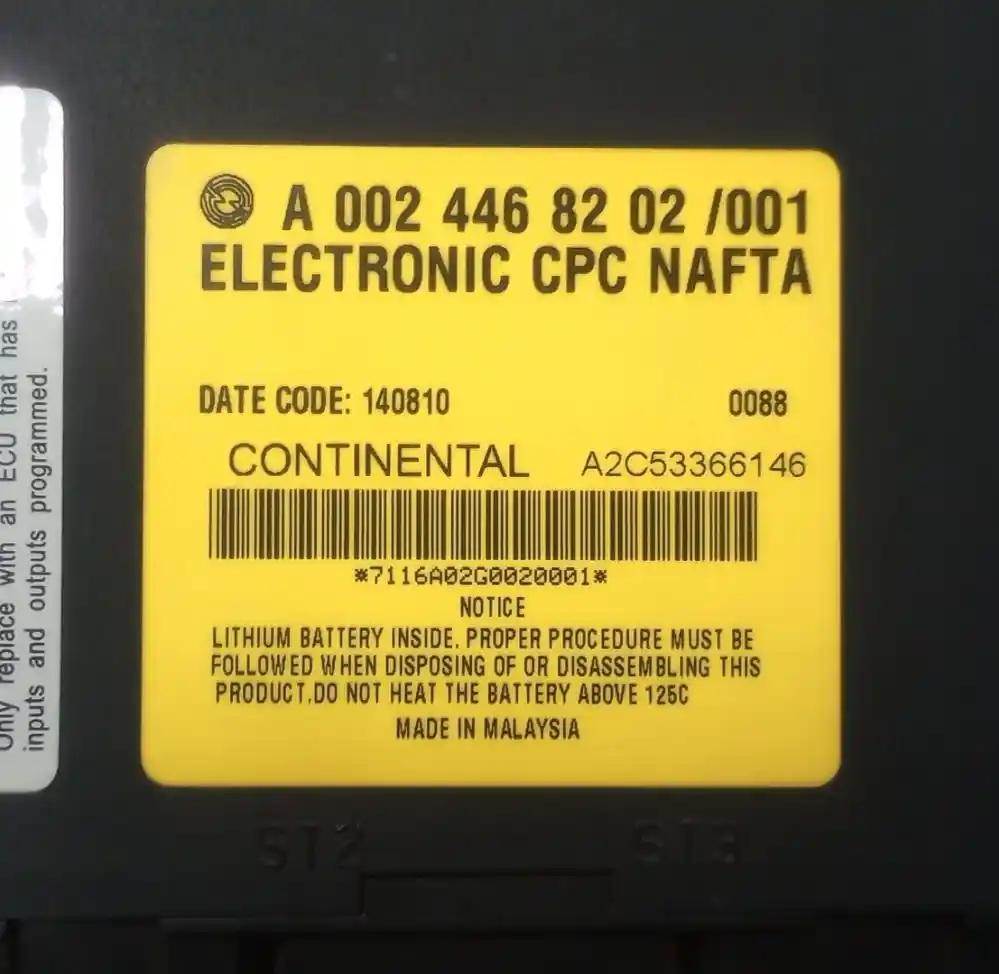 A 002 446 82 02 /001
ELECTRONIC CPC NAFTA
DATE CODE: 140810 0088
CONTINENTAL A2C53366146
*7116A02G0020001*
NOTICE
LITHIUM BATTERY INSIDE. PROPER PROCEDURE MUST BE
FOLLOWED WHEN DISPOSING OF OR DISASSEMBLING THIS
PRODUCT.DO NOT HEAT THE BATTERY ABOVE 125C
MADE IN MALAYSIA
Only replace with an ECU that has
inputs and outputs programmed.
ST2 ST3